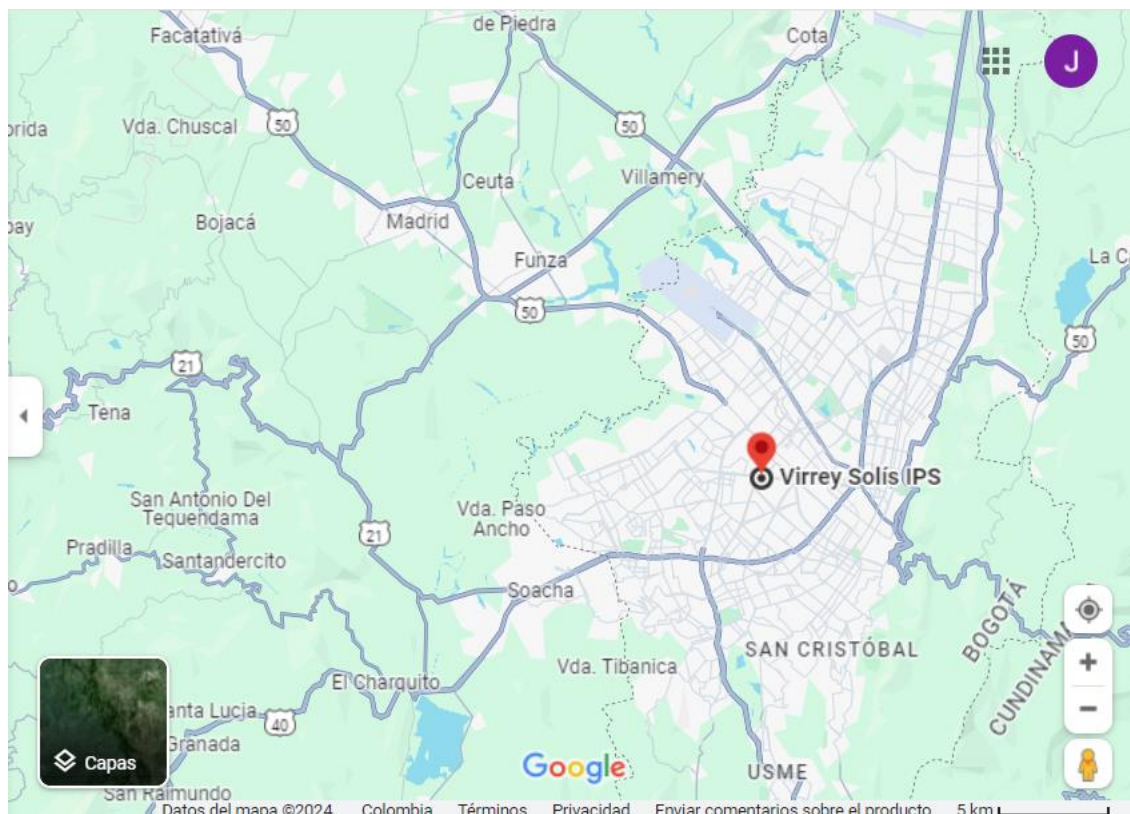 de Piedra
Facatativá
Cota
J
50
orida
Vda. Chuscal
50
Villamery
Ceuta
Bojacá
Madrid
pay
La C
Funza
50
50
21
Tena
Virrey Solís IPS
San Antonio Del
Tequendama
Vda. Paso
Ancho
21
Pradilla
Santandercito
o
Soacha
BOGOTÁ
SAN CRISTÓBAL
Vda. Tibanica
CUNDINAMA
El Charquito
anta Lucia
40
Granada
Capas
Google
USME
San Raimundo
Datos del mapa ©2024 Colombia Términos Privacidad Enviar comentarios sobre el producto 5 km